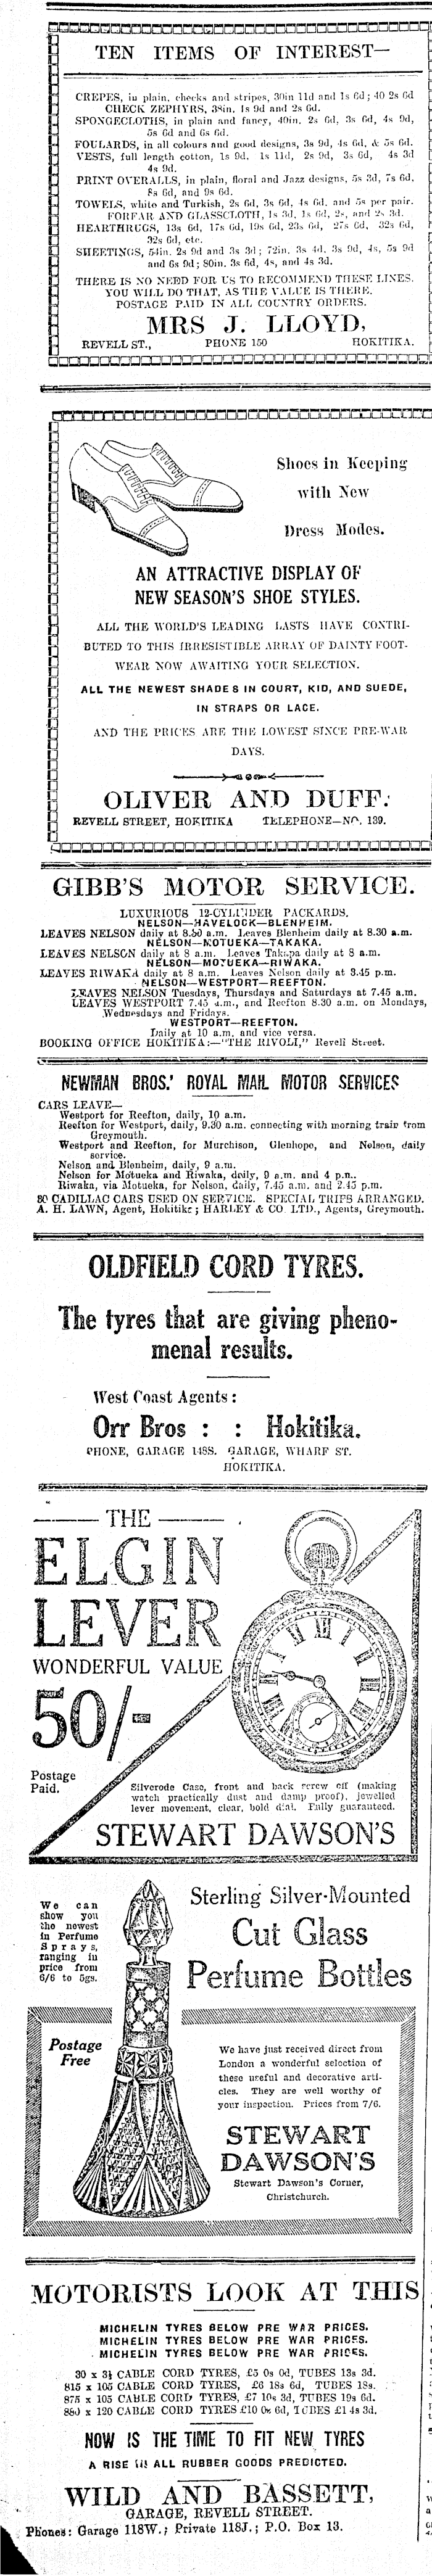 TEN ITEMS OF INTEREST—
CREPES, in plain, checks and stripes, 30in 11d and 1s 6d; 40 2s 6d
CHECK ZEPHYRS, 38in. 1s 9d and 2s 6d.
SPONGECLOTHS, in plain and fancy, 40in. 2s 6d, 3s 6d, 4s 9d,
5s 6d and 6s 6d.
FOULARDS, in all colours and good designs, 3s 9d, 4s 6d, & 5s 6d.
VESTS, full length cotton, 1s 9d. 1s 11d, 2s 9d, 3s 6d, 4s 3d
4s 9d.
PRINT OVERALLS, in plain, floral and Jazz designs, 5s 3d, 7s 6d,
8s 6d, and 9s 6d.
TOWELS, white and Turkish, 2s 6d, 3s 6d, 4s 6d, and 5s per pair.
FORFAR AND GLASSCLOTH, 1s 3d, 1s 6d, 2s, and 2s 3d.
HEARTHRUGS, 13s 6d, 17s 6d, 19s 6d, 23s 6d, 27s 6d, 32s 6d,
32s 6d, etc.
SHEETINGS, 54in. 2s 9d and 3s 3d; 72in. 3s 4d, 3s 9d, 4s, 5s 9d
and 6s 9d; 80in. 3s 6d, 4s, and 4s 3d.
THERE IS NO NEED FOR US TO RECOMMEND THESE LINES.
YOU WILL DO THAT, AS THE VALUE IS THERE.
POSTAGE PAID IN ALL COUNTRY ORDERS.
MRS J. LLOYD,
REVELL ST., PHONE 150 HOKITIKA.
Shoes in Keeping
with New
Dress Modes.
AN ATTRACTIVE DISPLAY OF
NEW SEASON'S SHOE STYLES.
ALL THE WORLD'S LEADING LASTS HAVE CONTRI-
BUTED TO THIS IRRESISTIBLE ARRAY OF DAINTY FOOT-
WEAR NOW AWAITING YOUR SELECTION.
ALL THE NEWEST SHADES IN COURT, KID, AND SUEDE,
IN STRAPS OR LACE.
AND THE PRICES ARE THE LOWEST SINCE PRE-WAR
DAYS.
OLIVER AND DUFF.
REVELL STREET, HOKITIKA TELEPHONE—NO. 139.
GIBB'S MOTOR SERVICE.
LUXURIOUS 12-CYLINDER PACKARDS.
NELSON—HAVELOCK—BLENHEIM.
LEAVES NELSON daily at 8.30 a.m. Leaves Blenheim daily at 8.30 a.m.
NELSON—MOTUEKA—TAKAKA.
LEAVES NELSON daily at 8 a.m. Leaves Takapa daily at 8 a.m.
NELSON—MOTUEKA—RIWAKA.
LEAVES RIWAKA daily at 8 a.m. Leaves Nelson daily at 3.45 p.m.
NELSON—WESTPORT—REEFTON.
LEAVES NELSON Tuesdays, Thursdays and Saturdays at 7.45 a.m.
LEAVES WESTPORT 7.45 a.m., and Reefton 8.30 a.m. on Mondays,
Wednesdays and Fridays.
WESTPORT—REEFTON.
Daily at 10 a.m. and vice versa.
BOOKING OFFICE HOKITIKA:—"THE RIVOLI," Revell Street.
NEWMAN BROS.' ROYAL MAIL MOTOR SERVICES
CARS LEAVE—
Westport for Reefton, daily, 10 a.m.
Reefton for Westport, daily, 9.30 a.m. connecting with morning train from
Greymouth.
Westport and Reefton, for Murchison, Glenhope, and Nelson, daily
service.
Nelson and Blenheim, daily, 9 a.m.
Nelson for Motueka and Riwaka, daily, 9 a.m. and 4 p.n..
Riwaka, via Motueka, for Nelson, daily, 7.45 a.m. and 2.45 p.m.
80 CADILLAC CARS USED ON SERVICE. SPECIAL TRIPS ARRANGED.
A. H. LAWN, Agent, Hokitika; HARLEY & CO. LTD., Agents, Greymouth.
OLDFIELD CORD TYRES.
The tyres that are giving pheno-
menal results.
West Coast Agents:
Orr Bros : : Hokitika.
PHONE, GARAGE 148S. GARAGE, WHARF ST.
HOKITIKA.
THE
ELGIN
LEVER
WONDERFUL VALUE
50/-
Postage
Paid.
Silverode Case, front and back screw off (making
watch practically dust and damp proof), jewelled
lever movement, clear, bold dial. Fully guaranteed.
STEWART DAWSON'S
We can
show you
the newest
in Perfume
Sprays,
ranging in
price from
6/6 to 5gs.
Sterling Silver-Mounted
Cut Glass
Perfume Bottles
Postage
Free
We have just received direct from
London a wonderful selection of
these useful and decorative arti-
cles. They are well worthy of
your inspection. Prices from 7/6.
STEWART
DAWSON'S
Stewart Dawson's Corner,
Christchurch.
MOTORISTS LOOK AT THIS
MICHELIN TYRES BELOW PRE WAR PRICES.
MICHELIN TYRES BELOW PRE WAR PRICES.
MICHELIN TYRES BELOW PRE WAR PRICES.
30 x 3½ CABLE CORD TYRES, £5 0s 0d, TUBES 13s 3d.
815 x 105 CABLE CORD TYRES, £6 18s 6d, TUBES 18s.
875 x 105 CABLE CORD TYRES, £7 10s 3d, TUBES 19s 6d.
880 x 120 CABLE CORD TYRES £10 0s 6d, TUBES £1 4s 3d.
NOW IS THE TIME TO FIT NEW TYRES
A RISE IN ALL RUBBER GOODS PREDICTED.
WILD AND BASSETT,
GARAGE, REVELL STREET.
Phones: Garage 118W.; Private 118J.; P.O. Box 13.